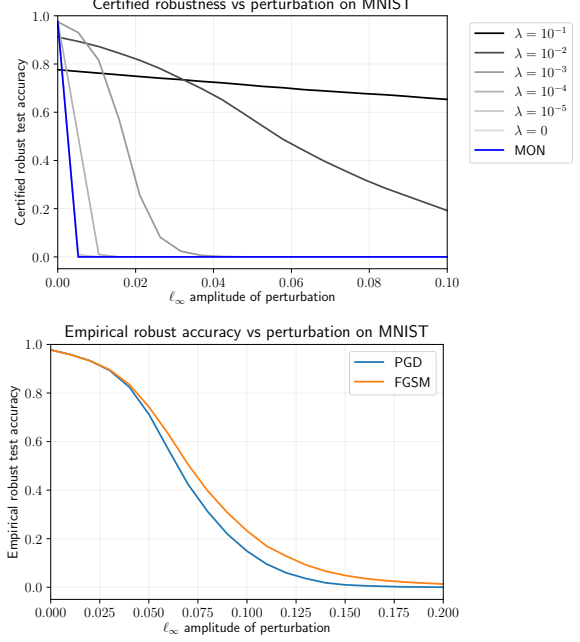 Certified robustness vs perturbation on MNIST
Certified robust test accuracy
1.0
0.8
0.6
0.4
0.2
0.0
0.00 0.02 0.04 0.06 0.08 0.10
ℓ∞ amplitude of perturbation
λ = 10⁻¹
λ = 10⁻²
λ = 10⁻³
λ = 10⁻⁴
λ = 10⁻⁵
λ = 0
MON
Empirical robust accuracy vs perturbation on MNIST
Empirical robust test accuracy
1.0
0.8
0.6
0.4
0.2
0.0
0.000 0.025 0.050 0.075 0.100 0.125 0.150 0.175 0.200
ℓ∞ amplitude of perturbation
PGD
FGSM